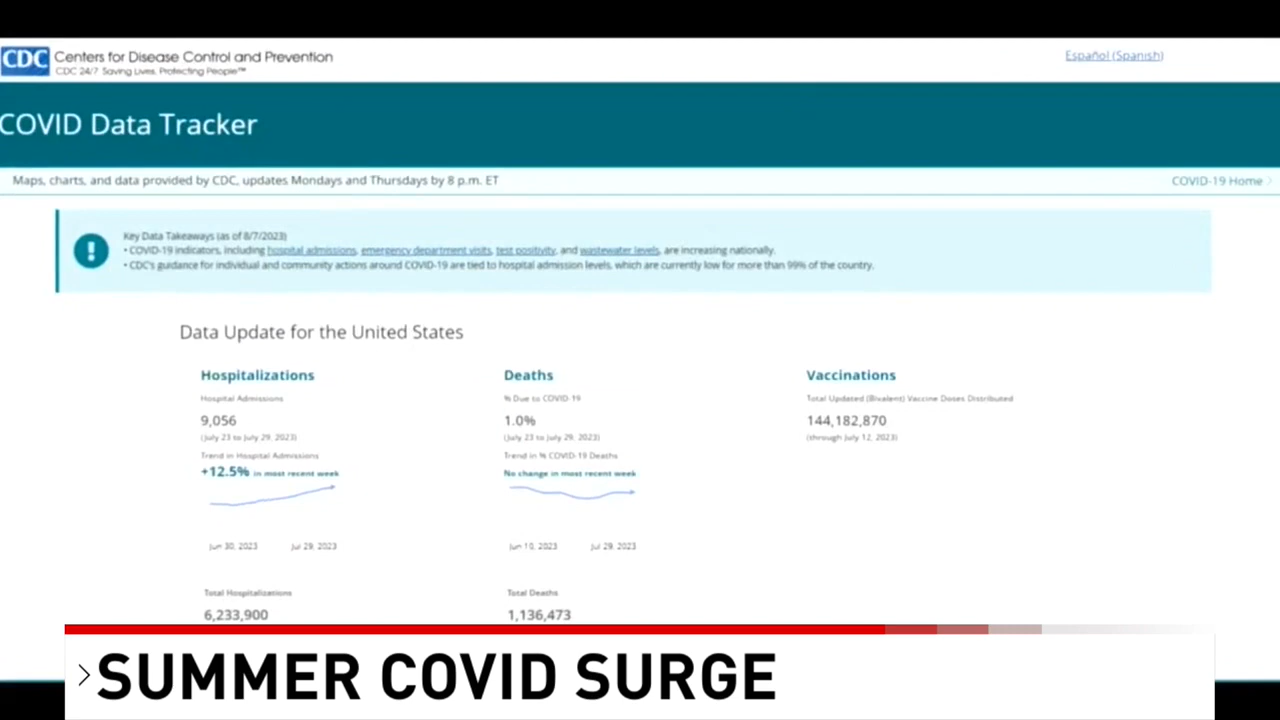 CDC Centers for Disease Control and Prevention
CDC 24/7 Saving Lives, Protecting People™
Español (Spanish)
COVID Data Tracker
Maps, charts, and data provided by CDC, updates Mondays and Thursdays by 8 p.m. ET
COVID-19 Home >
Key Data Takeaways (as of 8/7/2023)
• COVID-19 indicators, including hospital admissions, emergency department visits, test positivity, and wastewater levels, are increasing nationally.
• CDC's guidance for individual and community actions around COVID-19 are tied to hospital admission levels, which are currently low for more than 99% of the country.
Data Update for the United States
Hospitalizations
Hospital Admissions
9,056
(July 23 to July 29, 2023)
Trend in Hospital Admissions
+12.5% in most recent week
Jun 30, 2023 Jul 29, 2023
Total Hospitalizations
6,233,900
Deaths
% Due to COVID-19
1.0%
(July 23 to July 29, 2023)
Trend in % COVID-19 Deaths
No change in most recent week
Jun 10, 2023 Jul 29, 2023
Total Deaths
1,136,473
Vaccinations
Total Updated (Bivalent) Vaccine Doses Distributed
144,182,870
(through July 12, 2023)
>SUMMER COVID SURGE